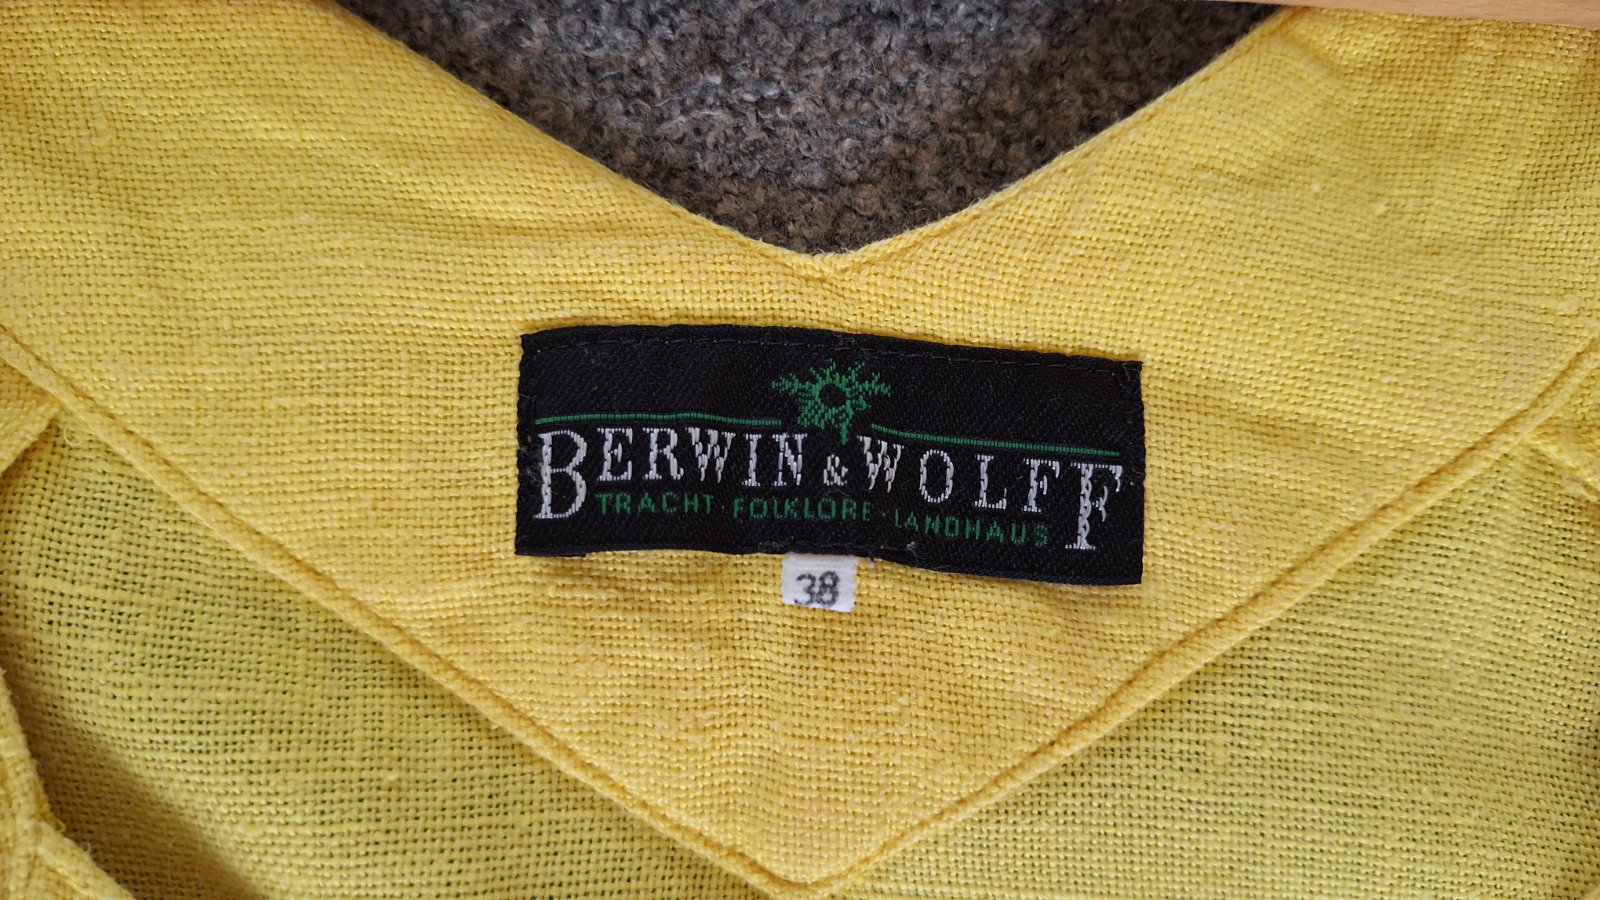 BERWIN & WOLFF
TRACHT · FOLKLORE · LANDHAUS
38